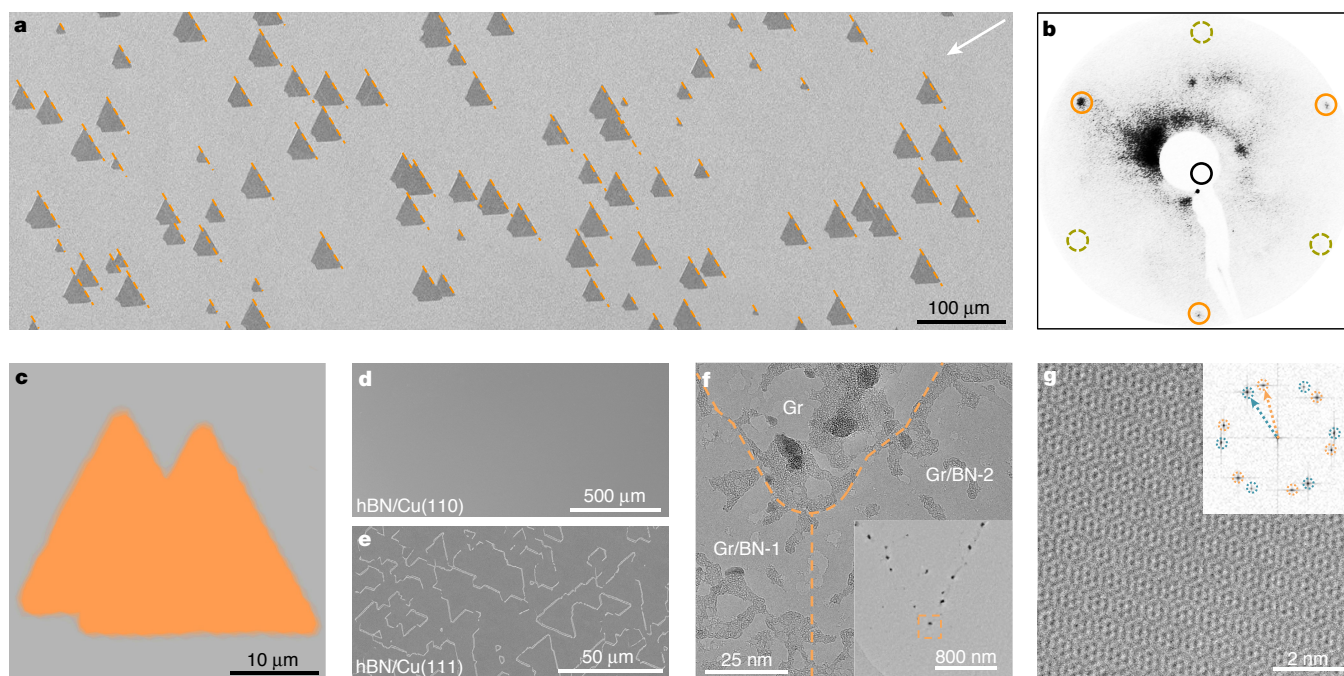 a
b
100 μm
c
d
f
g
Gr
Gr/BN-2
500 μm
hBN/Cu(110)
e
Gr/BN-1
10 μm
50 μm
hBN/Cu(111)
25 nm
800 nm
2 nm